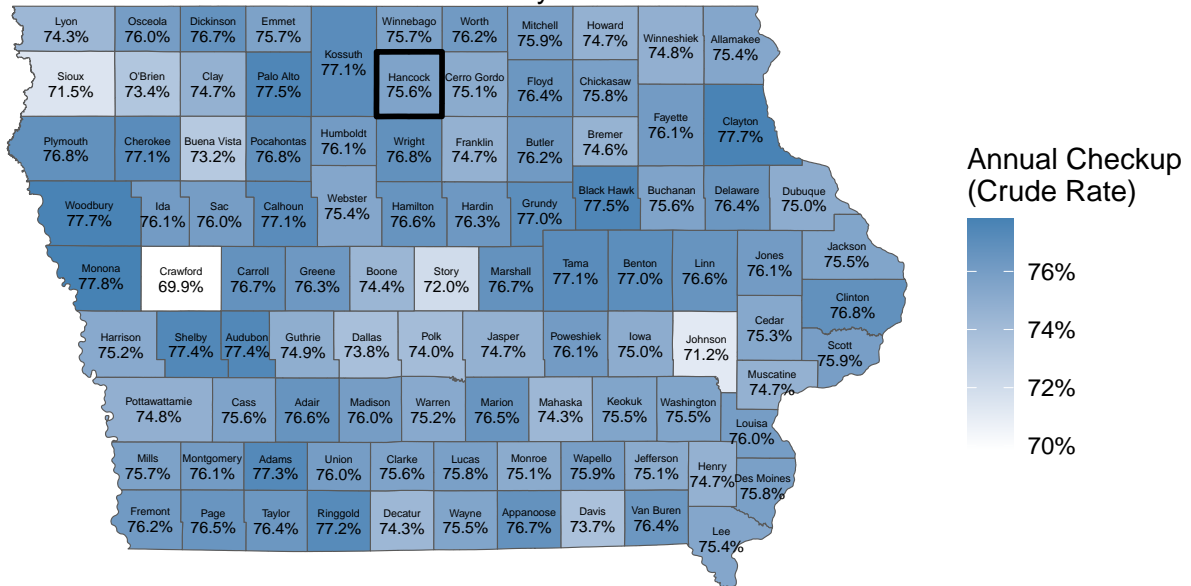 Lyon
74.3%
Osceola
76.0%
Dickinson
76.7%
Emmet
75.7%
Kossuth
77.1%
Winnebago
75.7%
Worth
76.2%
Mitchell
75.9%
Howard
74.7%
Winneshiek
74.8%
Allamakee
75.4%
Sioux
71.5%
O'Brien
73.4%
Clay
74.7%
Palo Alto
77.5%
Hancock
75.6%
Cerro Gordo
75.1%
Floyd
76.4%
Chickasaw
75.8%
Fayette
76.1%
Clayton
77.7%
Plymouth
76.8%
Cherokee
77.1%
Buena Vista
73.2%
Pocahontas
76.8%
Humboldt
76.1%
Wright
76.8%
Franklin
74.7%
Butler
76.2%
Bremer
74.6%
Woodbury
77.7%
Ida
76.1%
Sac
76.0%
Calhoun
77.1%
Webster
75.4%
Hamilton
76.6%
Hardin
76.3%
Grundy
77.0%
Black Hawk
77.5%
Buchanan
75.6%
Delaware
76.4%
Dubuque
75.0%
Monona
77.8%
Crawford
69.9%
Carroll
76.7%
Greene
76.3%
Boone
74.4%
Story
72.0%
Marshall
76.7%
Tama
77.1%
Benton
77.0%
Linn
76.6%
Jones
76.1%
Jackson
75.5%
Clinton
76.8%
Harrison
75.2%
Shelby
77.4%
Audubon
77.4%
Guthrie
74.9%
Dallas
73.8%
Polk
74.0%
Jasper
74.7%
Poweshiek
76.1%
Iowa
75.0%
Johnson
71.2%
Cedar
75.3%
Scott
75.9%
Muscatine
74.7%
Pottawattamie
74.8%
Cass
75.6%
Adair
76.6%
Madison
76.0%
Warren
75.2%
Marion
76.5%
Mahaska
74.3%
Keokuk
75.5%
Washington
75.5%
Louisa
76.0%
Mills
75.7%
Montgomery
76.1%
Adams
77.3%
Union
76.0%
Clarke
75.6%
Lucas
75.8%
Monroe
75.1%
Wapello
75.9%
Jefferson
75.1%
Henry
74.7%
Des Moines
75.8%
Fremont
76.2%
Page
76.5%
Taylor
76.4%
Ringgold
77.2%
Decatur
74.3%
Wayne
75.5%
Appanoose
76.7%
Davis
73.7%
Van Buren
76.4%
Lee
75.4%
Annual Checkup
(Crude Rate)
76%
74%
72%
70%